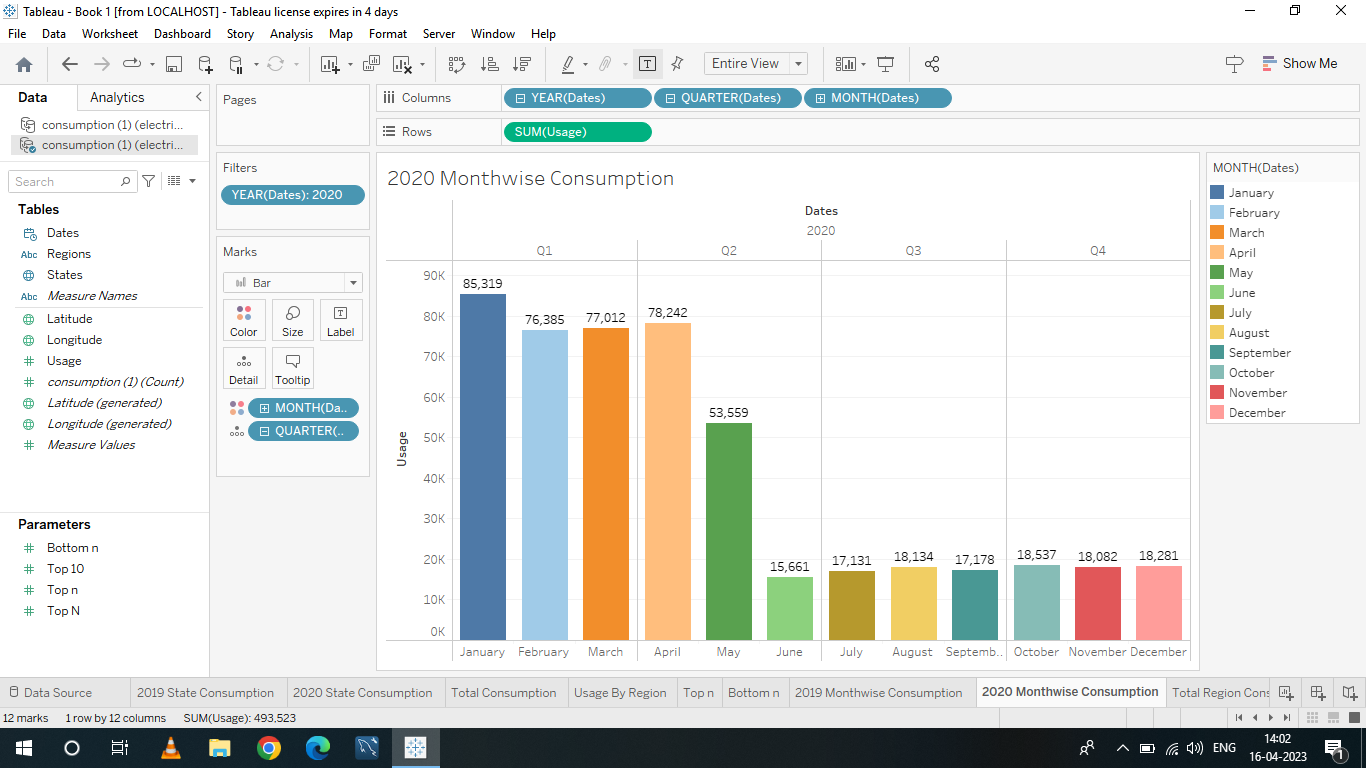 Tableau - Book 1 [from LOCALHOST] - Tableau license expires in 4 days
File Data Worksheet Dashboard Story Analysis Map Format Server Window Help
Entire View
Show Me
Data Analytics
consumption (1) (electri...
consumption (1) (electri...
Search
Tables
Dates
Abc Regions
States
Abc Measure Names
Latitude
Longitude
Usage
consumption (1) (Count)
Latitude (generated)
Longitude (generated)
Measure Values
Parameters
Bottom n
Top 10
Top n
Top N
Pages
Filters
YEAR(Dates): 2020
Marks
Bar
Color Size Label
Detail Tooltip
MONTH(Da..
QUARTER(..
Columns YEAR(Dates) QUARTER(Dates) MONTH(Dates)
Rows SUM(Usage)
2020 Monthwise Consumption
Dates
2020
Q1 Q2 Q3 Q4
Usage
90K
80K
70K
60K
50K
40K
30K
20K
10K
0K
85,319 76,385 77,012 78,242 53,559 15,661 17,131 18,134 17,178 18,537 18,082 18,281
January February March April May June July August Septemb.. October November December
MONTH(Dates)
January
February
March
April
May
June
July
August
September
October
November
December
Data Source 2019 State Consumption 2020 State Consumption Total Consumption Usage By Region Top n Bottom n 2019 Monthwise Consumption 2020 Monthwise Consumption Total Region Cons
12 marks 1 row by 12 columns SUM(Usage): 493,523
ENG
14:02
16-04-2023
1